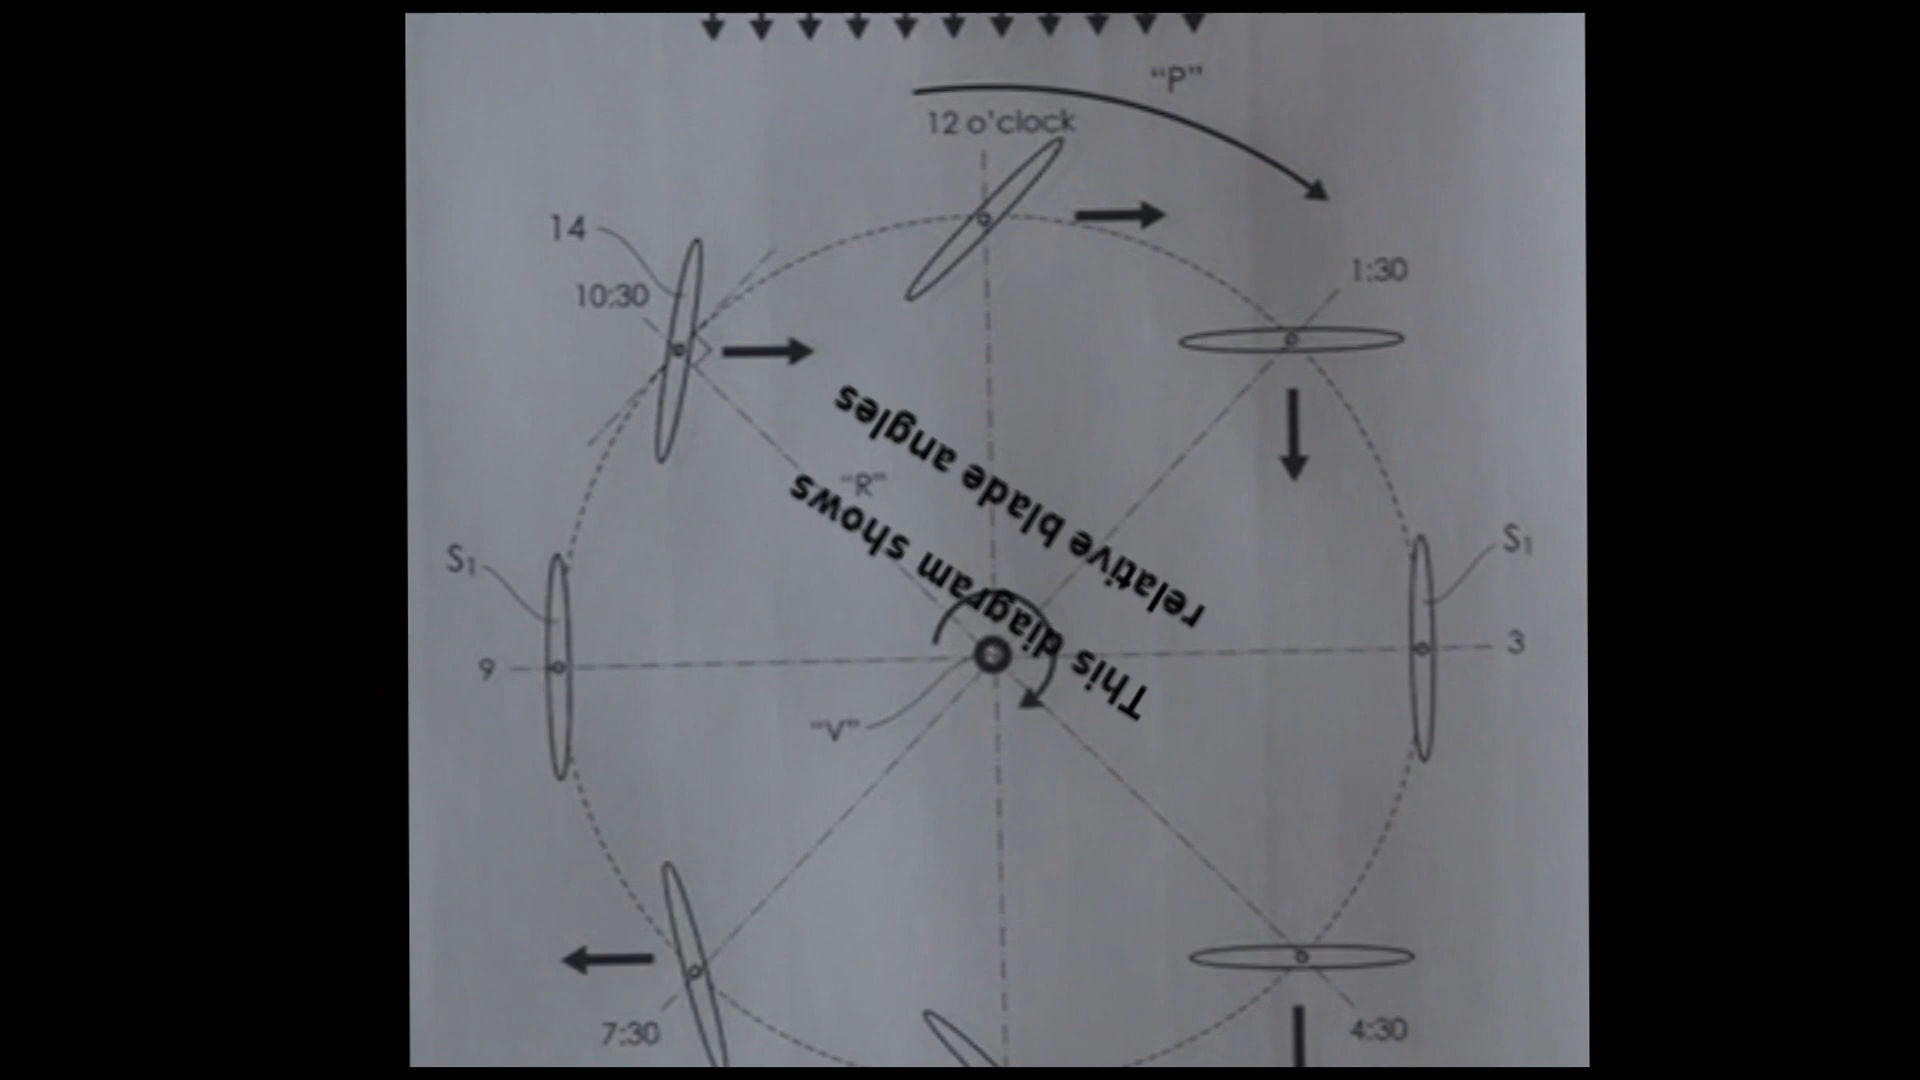 “P”
12 o'clock
14
10:30
1:30
“R”
This diagram shows
relative blade angles
S1
S1
9
3
“V”
7:30
4:30